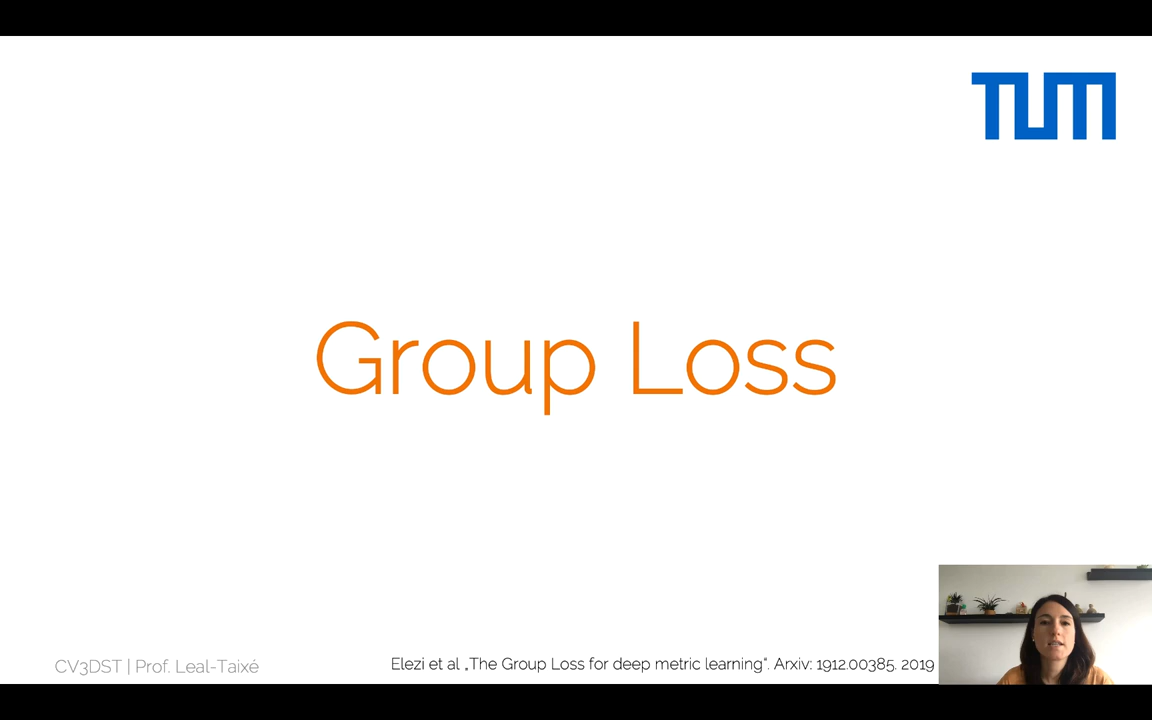 TUM
Group Loss
CV3DST | Prof. Leal-Taixé
Elezi et al „The Group Loss for deep metric learning“. Arxiv: 1912.00385. 2019